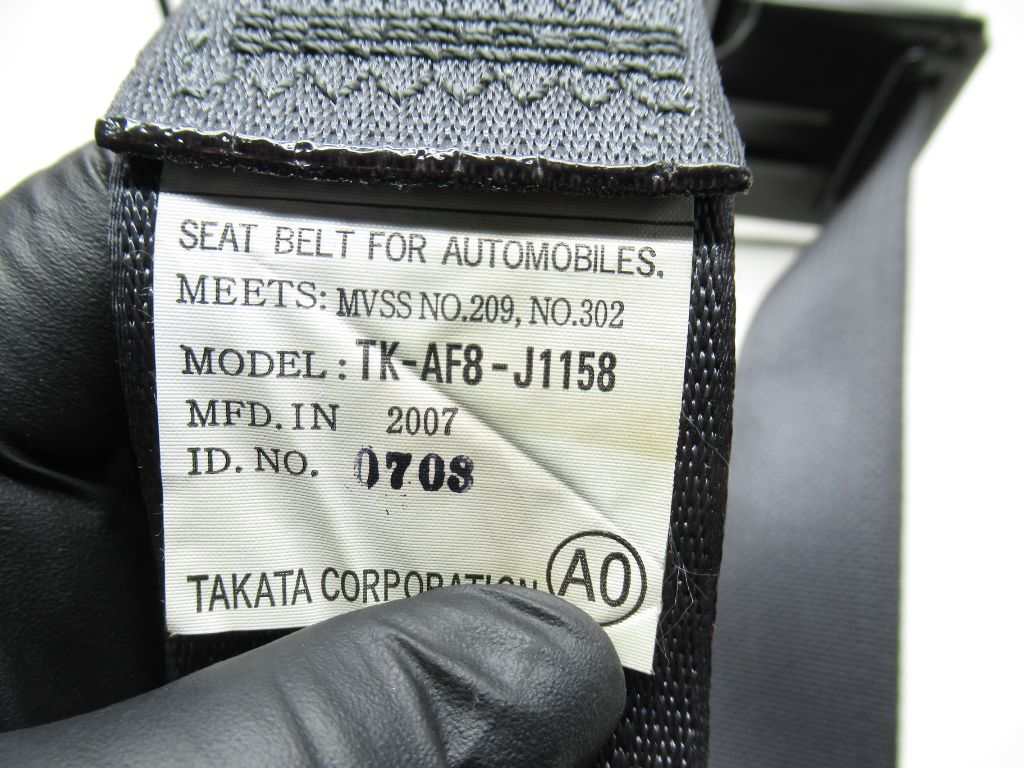 SEAT BELT FOR AUTOMOBILES.
MEETS: MVSS NO.209, NO.302
MODEL: TK-AF8-J1158
MFD. IN 2007
ID. NO. 0708
TAKATA CORPORATION A0